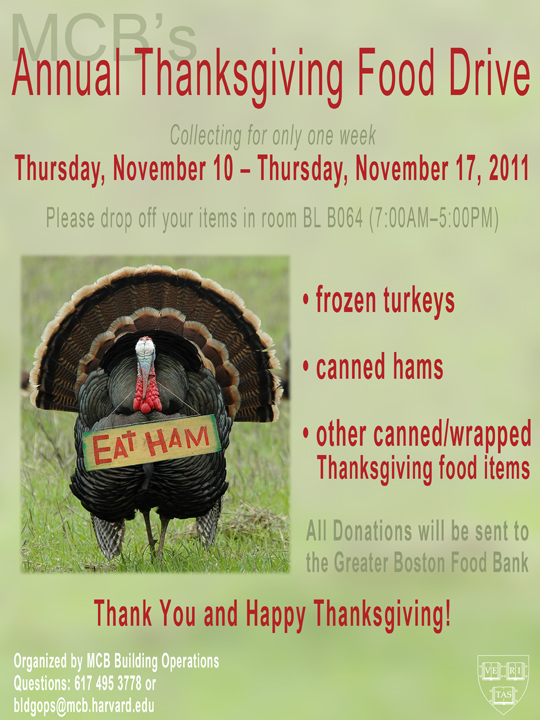 MCB's
Annual Thanksgiving Food Drive
Collecting for only one week
Thursday, November 10 – Thursday, November 17, 2011
Please drop off your items in room BL B064 (7:00AM–5:00PM)
• frozen turkeys
• canned hams
• other canned/wrapped
Thanksgiving food items
EAT HAM
All Donations will be sent to
the Greater Boston Food Bank
Thank You and Happy Thanksgiving!
Organized by MCB Building Operations
Questions: 617 495 3778 or
bldgops@mcb.harvard.edu
VE RI
TAS